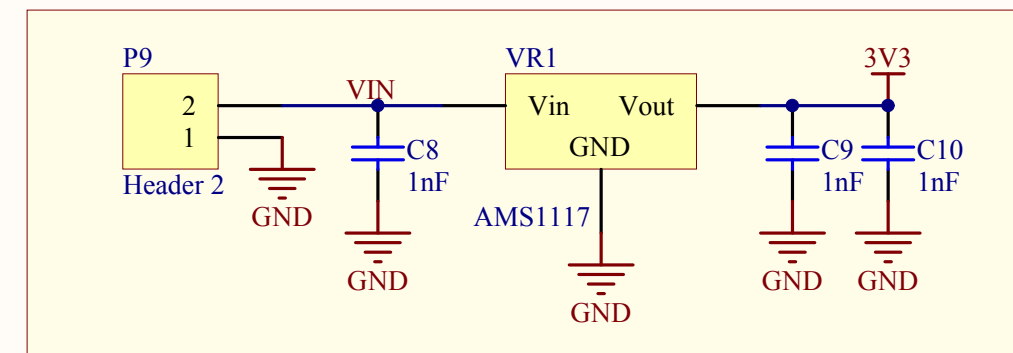 P9
2
1
Header 2
GND
VIN
C8
1nF
GND
VR1
Vin
Vout
GND
AMS1117
GND
3V3
C9
1nF
GND
C10
1nF
GND